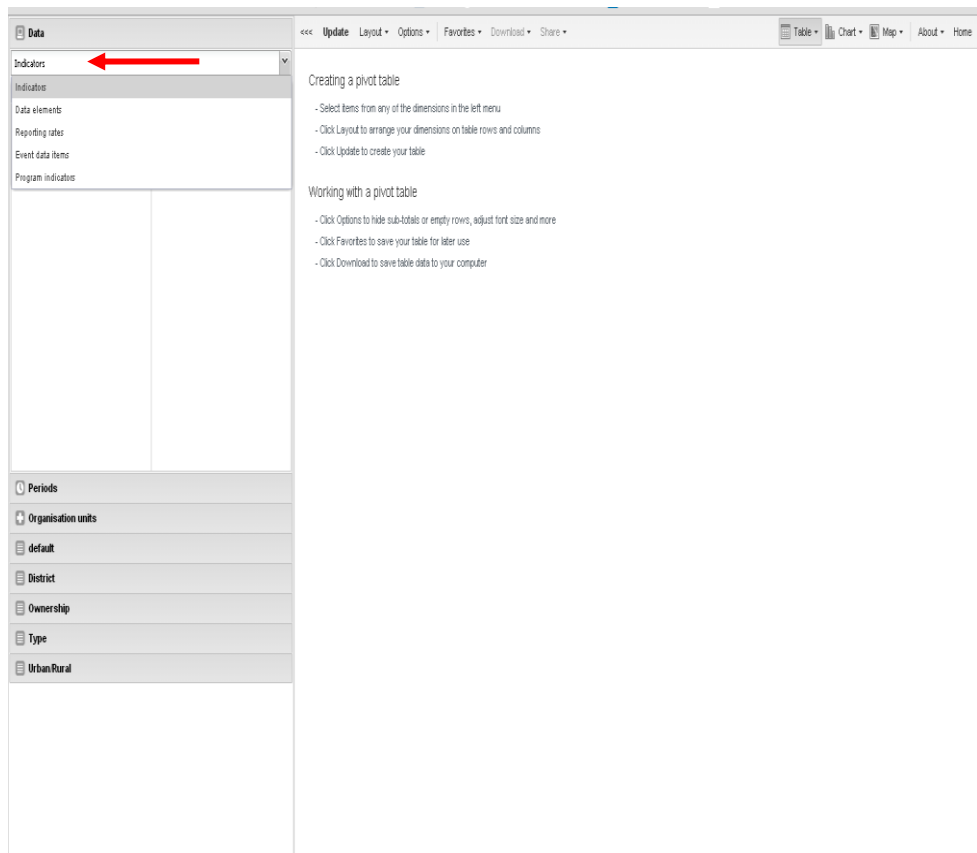 Data
<<< Update Layout Options Favorites Download Share Table Chart Map About Home
Indicators
Indicators
Data elements
Reporting rates
Event data items
Program indicators
Creating a pivot table
- Select items from any of the dimensions in the left menu
- Click Layout to arrange your dimensions on table rows and columns
- Click Update to create your table
Working with a pivot table
- Click Options to hide sub-totals or empty rows, adjust font size and more
- Click Favorites to save your table for later use
- Click Download to save table data to your computer
Periods
Organisation units
default
District
Ownership
Type
Urban/Rural